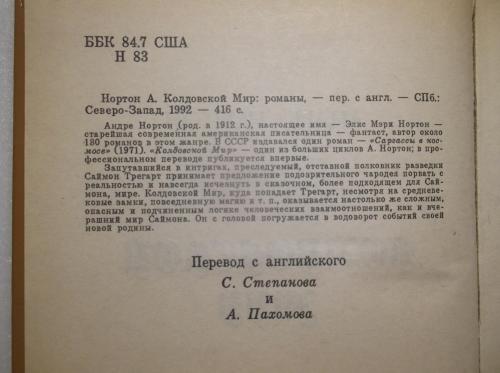 ББК 84.7 США
Н 83
Нортон А. Колдовской Мир: романы, — пер. с англ. — СПб.:
Северо-Запад, 1992 — 416 с.
Андре Нортон (род. в 1912 г.), настоящее имя — Элис Мэри Нортон —
старейшая современная американская писательница — фантаст, автор около
130 романов в этом жанре. В СССР издавался один роман — «Саргассы в кос-
мосе» (1971). «Колдовской Мир» — один из больших циклов А. Нортон; в про-
фессиональном переводе публикуется впервые.
Запутавшийся в интригах, преследуемый, отставной полковник разведки
Саймон Трегарт принимает предложение подозрительного чародея порвать с
реальностью и навсегда исчезнуть в сказочном, более подходящем для Сай-
мона, мире. Колдовской Мир, куда попадает Трегарт, несмотря на средневе-
ковые замки, повседневную магию и т. п., оказывается настолько же сложным,
опасным и подчиненным логике человеческих взаимоотношений, как и вче-
рашний мир Саймона. Он с головой погружается в водоворот событий своей
новой родины.
Перевод с английского
С. Степанова
и
А. Пахомова